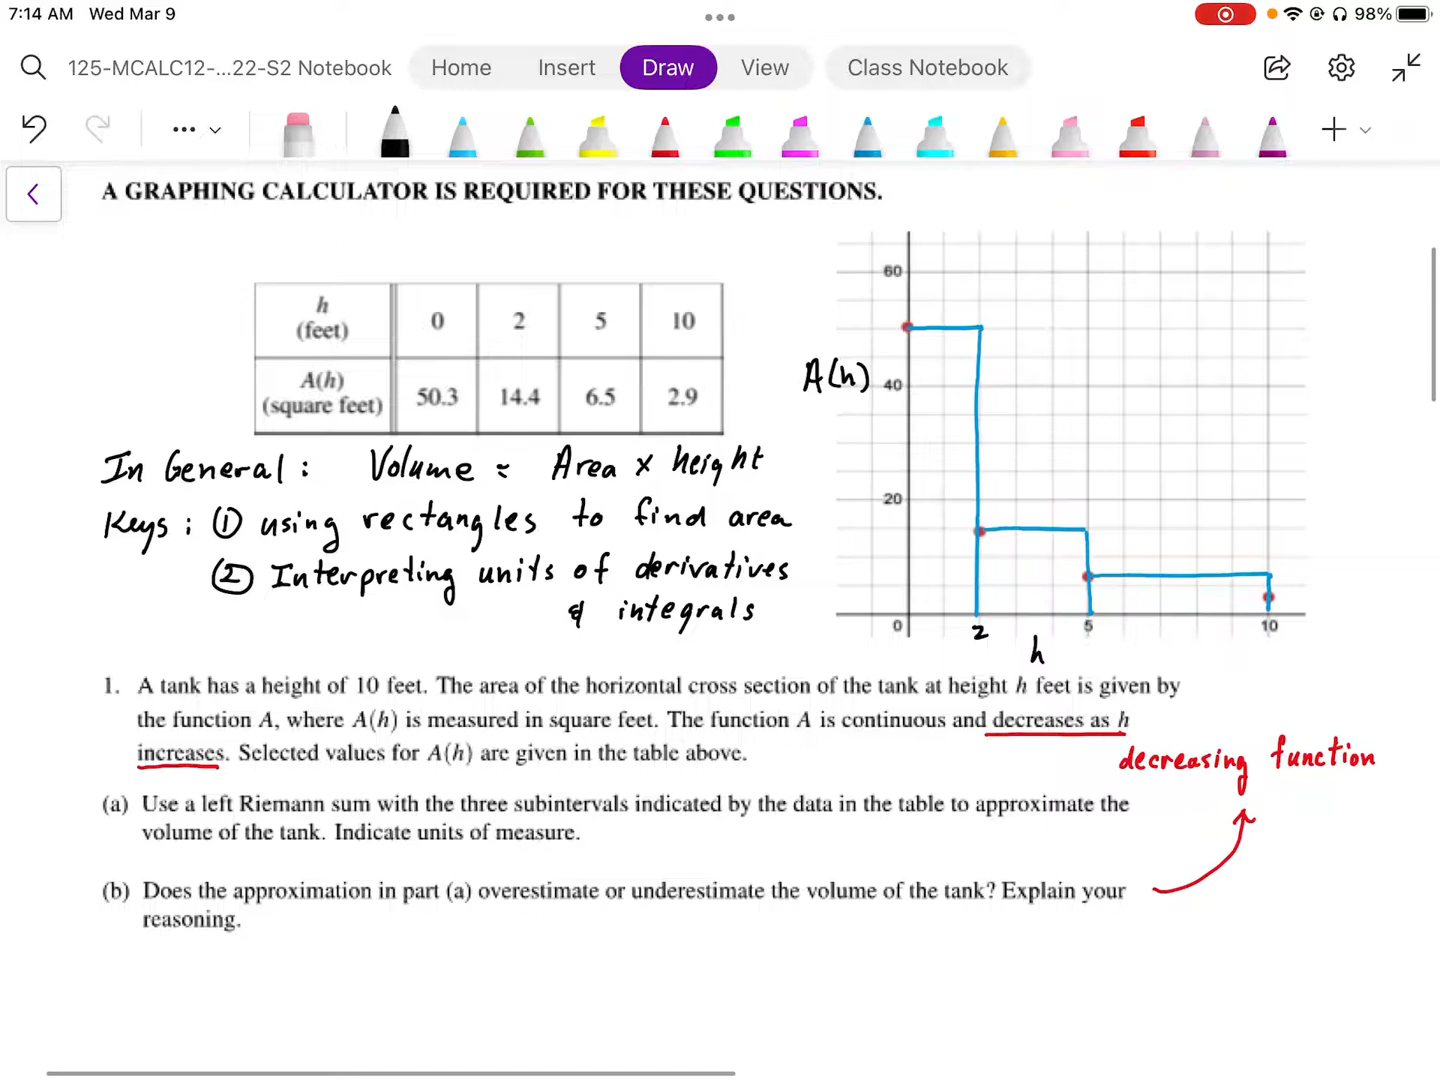 7:14 AM Wed Mar 9
98%
125-MCALC12-...22-S2 Notebook
Home
Insert
Draw
View
Class Notebook
A GRAPHING CALCULATOR IS REQUIRED FOR THESE QUESTIONS.
h (feet) 0 2 5 10
A(h) (square feet) 50.3 14.4 6.5 2.9
60
A(h) 40
20
0 2 5 10
h
In General : Volume = Area x height
Keys : ① using rectangles to find area
② Interpreting units of derivatives
& integrals
1. A tank has a height of 10 feet. The area of the horizontal cross section of the tank at height h feet is given by
the function A, where A(h) is measured in square feet. The function A is continuous and decreases as h
increases. Selected values for A(h) are given in the table above.
decreasing function
(a) Use a left Riemann sum with the three subintervals indicated by the data in the table to approximate the
volume of the tank. Indicate units of measure.
(b) Does the approximation in part (a) overestimate or underestimate the volume of the tank? Explain your
reasoning.